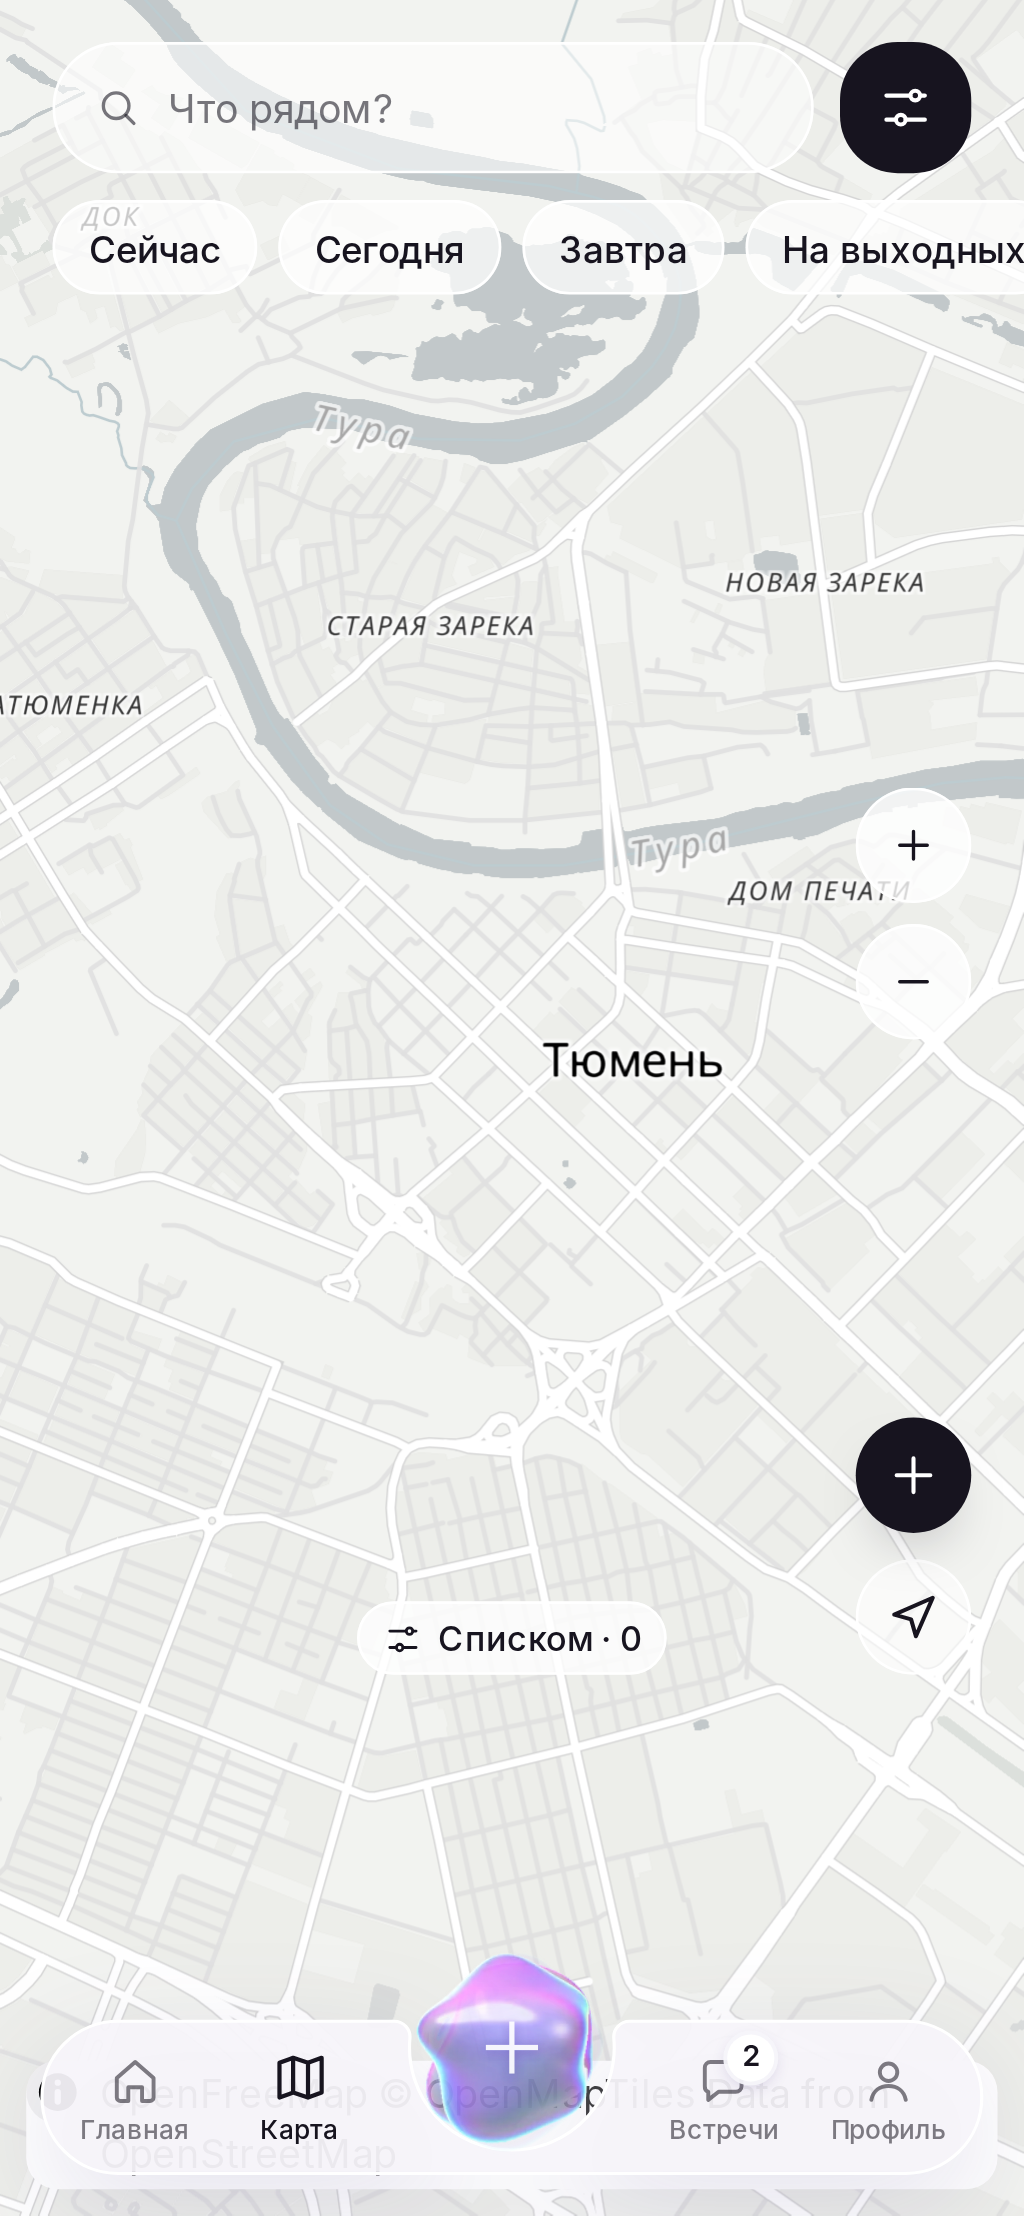 Что рядом?
ДОК
Сейчас
Сегодня
Завтра
На выходных
Тура
НОВАЯ ЗАРЕКА
СТАРАЯ ЗАРЕКА
АТЮМЕНКА
Тура
ДОМ ПЕЧАТИ
Тюмень
Списком · 0
2
OpenFreeMap © OpenMapTiles Data from
Главная
Карта
Встречи
Профиль
OpenStreetMap